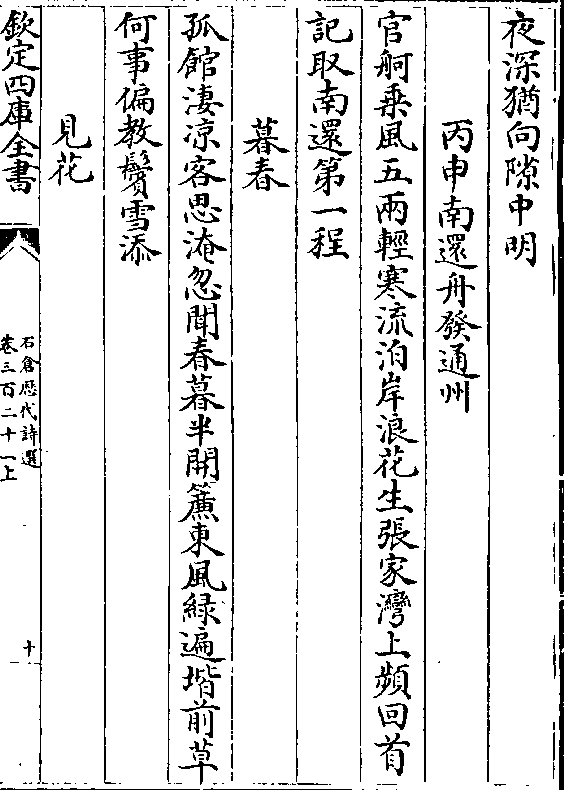 夜深猶向隙中明
丙申南還舟發通州
官舸乗風五兩輕寒流泊岸浪花生張家灣上頻回首
記取南還第一程
暮春
孤館淒凉客思淹忽聞春暮半開簾東風緑遍堦前草
何事偏教鬢雪添
見花
欽定四庫全書
石倉歴代詩選
卷三百二十一上
十